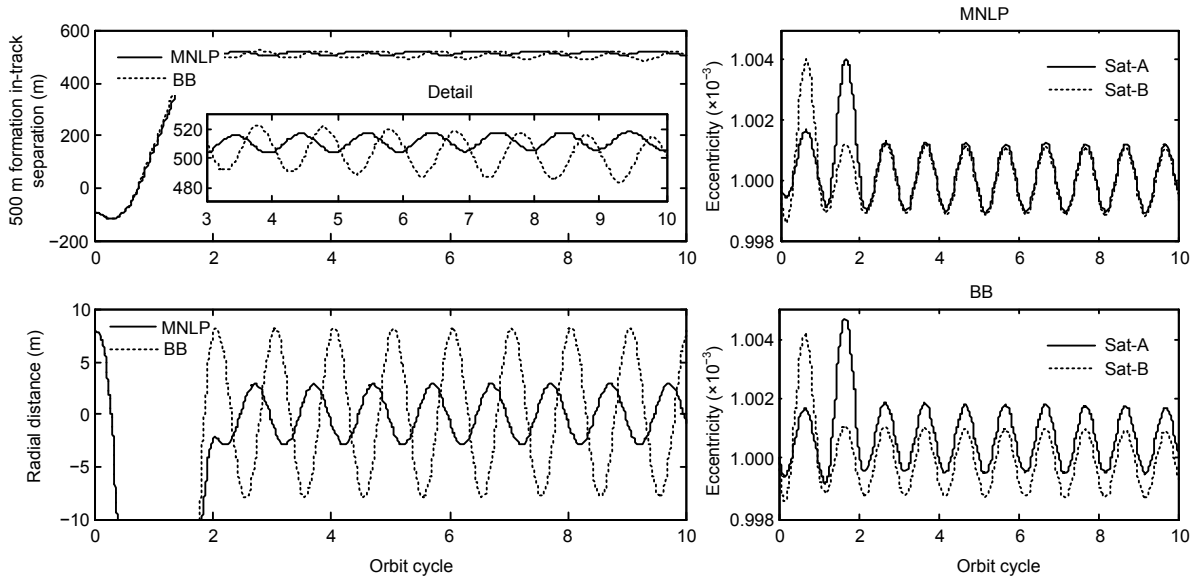 600
400
200
0
−200
500 m formation in-track
separation (m)
MNLP
BB
Detail
520
500
480
3 4 5 6 7 8 9 10
0 2 4 6 8 10
MNLP
1.004
1.002
1.000
0.998
Eccentricity (×10⁻³)
Sat-A
Sat-B
0 2 4 6 8 10
10
5
0
−5
−10
Radial distance (m)
MNLP
BB
0 2 4 6 8 10
Orbit cycle
BB
1.004
1.002
1.000
0.998
Eccentricity (×10⁻³)
Sat-A
Sat-B
0 2 4 6 8 10
Orbit cycle